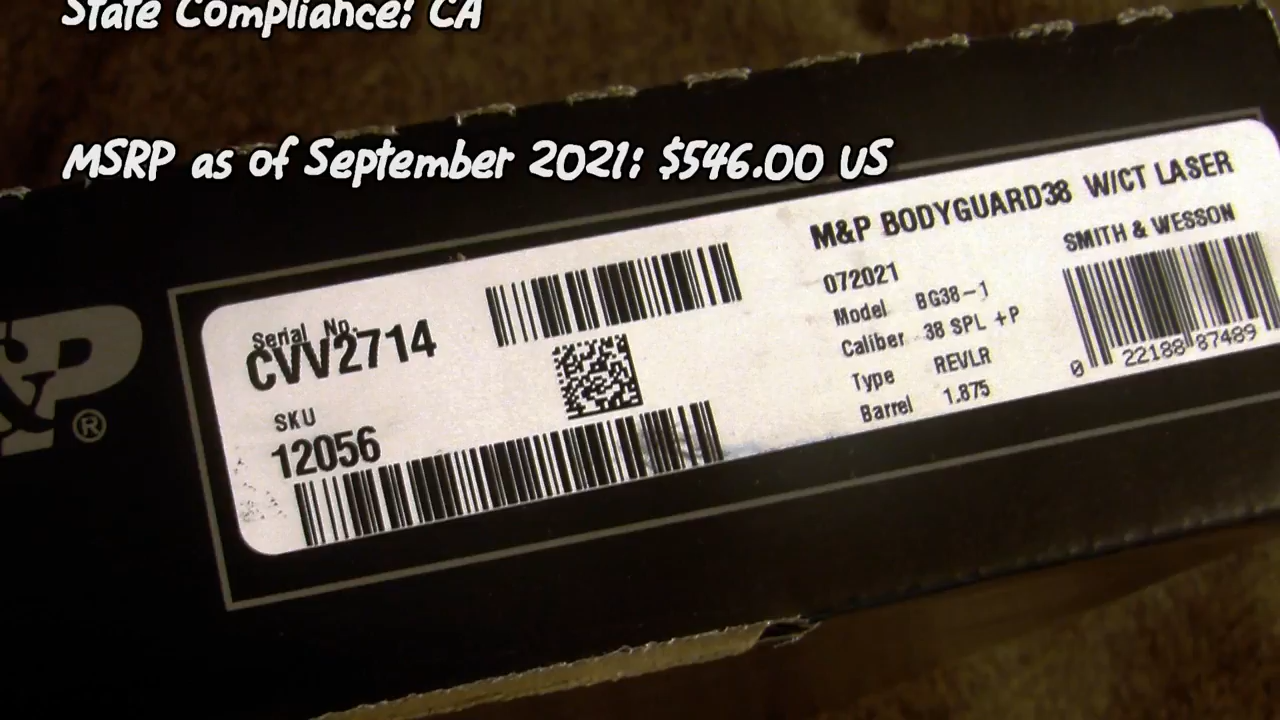 State Compliance: CA
MSRP as of September 2021: $546.00 US
&P®
Serial No.
CVV2714
SKU
12056
M&P BODYGUARD38 W/CT LASER
072021
SMITH & WESSON
Model BG38-1
Caliber 38 SPL +P
Type REVLR
Barrel 1.875
0 22188 87489